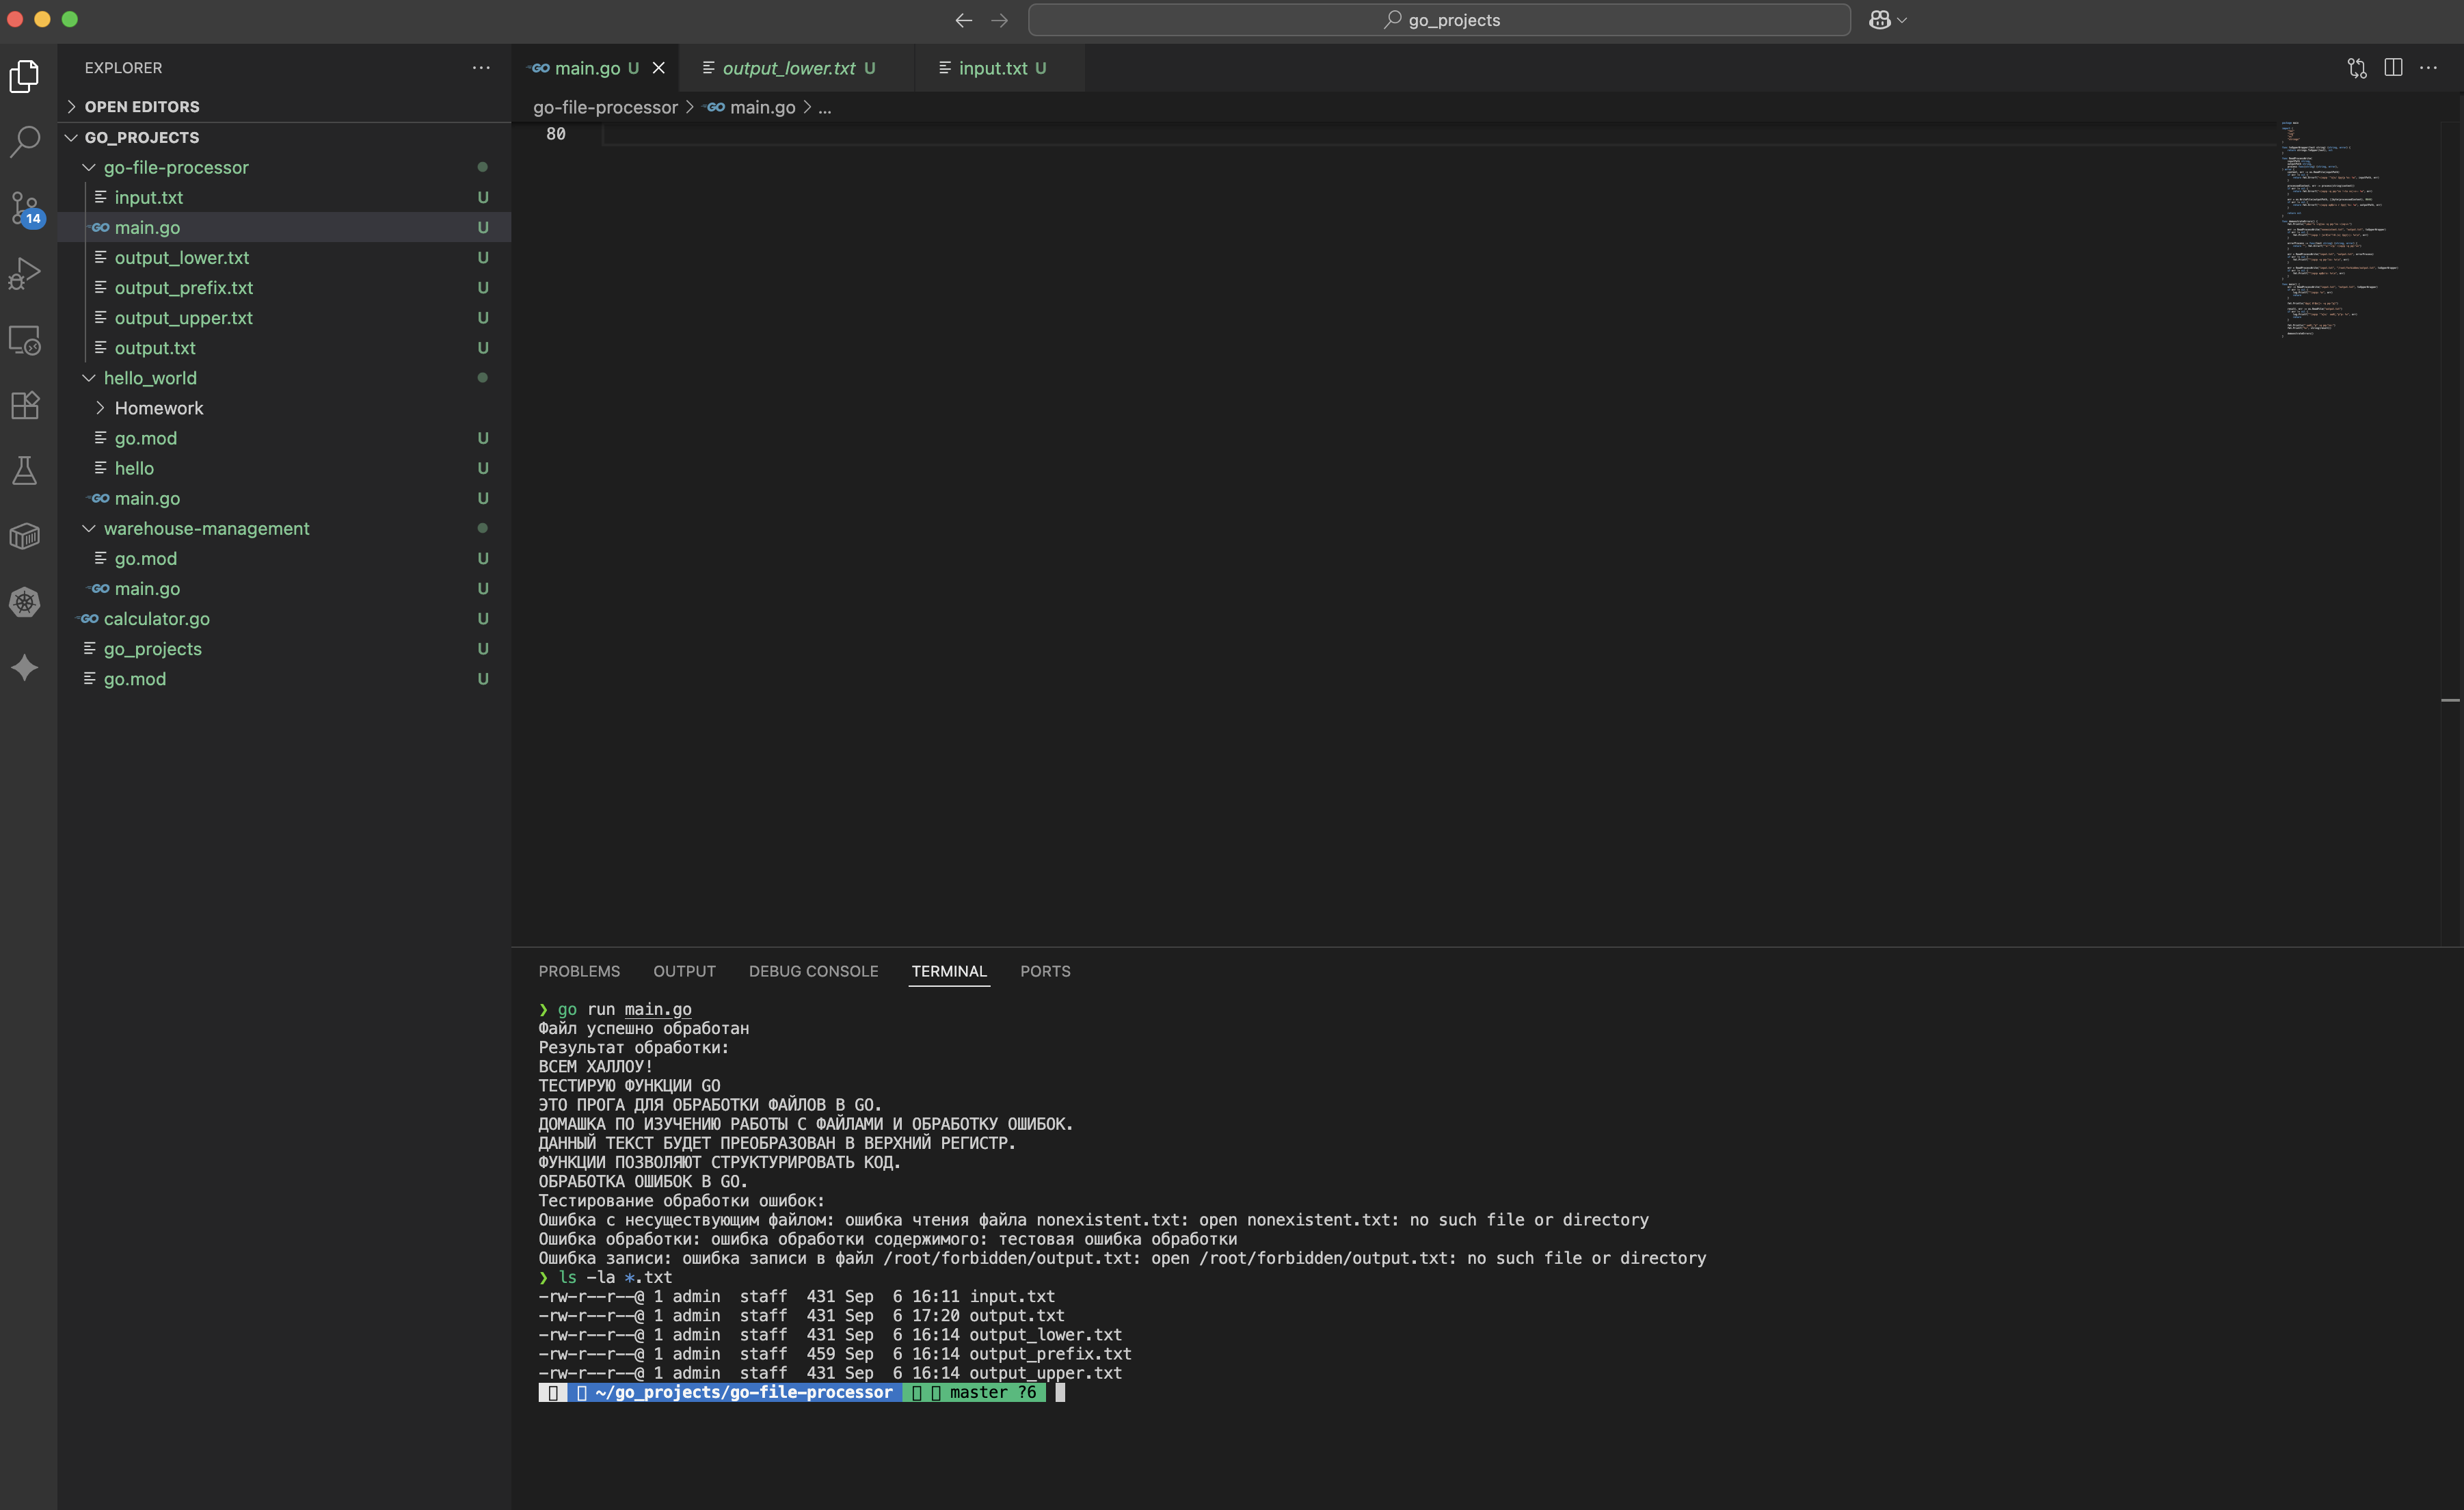 go_projects
EXPLORER
OPEN EDITORS
GO_PROJECTS
go-file-processor
input.txt U
GO main.go U
output_lower.txt U
output_prefix.txt U
output_upper.txt U
output.txt U
hello_world
Homework
go.mod U
hello U
GO main.go U
warehouse-management
go.mod U
GO main.go U
GO calculator.go U
go_projects U
go.mod U
14
GO main.go U
output_lower.txt U
input.txt U
go-file-processor > GO main.go > ...
80
PROBLEMS OUTPUT DEBUG CONSOLE TERMINAL PORTS
❯ go run main.go
Файл успешно обработан
Результат обработки:
ВСЕМ ХАЛЛОУ!
ТЕСТИРУЮ ФУНКЦИИ GO
ЭТО ПРОГА ДЛЯ ОБРАБОТКИ ФАЙЛОВ В GO.
ДОМАШКА ПО ИЗУЧЕНИЮ РАБОТЫ С ФАЙЛАМИ И ОБРАБОТКУ ОШИБОК.
ДАННЫЙ ТЕКСТ БУДЕТ ПРЕОБРАЗОВАН В ВЕРХНИЙ РЕГИСТР.
ФУНКЦИИ ПОЗВОЛЯЮТ СТРУКТУРИРОВАТЬ КОД.
ОБРАБОТКА ОШИБОК В GO.
Тестирование обработки ошибок:
Ошибка с несуществующим файлом: ошибка чтения файла nonexistent.txt: open nonexistent.txt: no such file or directory
Ошибка обработки: ошибка обработки содержимого: тестовая ошибка обработки
Ошибка записи: ошибка записи в файл /root/forbidden/output.txt: open /root/forbidden/output.txt: no such file or directory
❯ ls -la *.txt
-rw-r--r--@ 1 admin  staff  431 Sep  6 16:11 input.txt
-rw-r--r--@ 1 admin  staff  431 Sep  6 17:20 output.txt
-rw-r--r--@ 1 admin  staff  431 Sep  6 16:14 output_lower.txt
-rw-r--r--@ 1 admin  staff  459 Sep  6 16:14 output_prefix.txt
-rw-r--r--@ 1 admin  staff  431 Sep  6 16:14 output_upper.txt
~/go_projects/go-file-processor master ?6